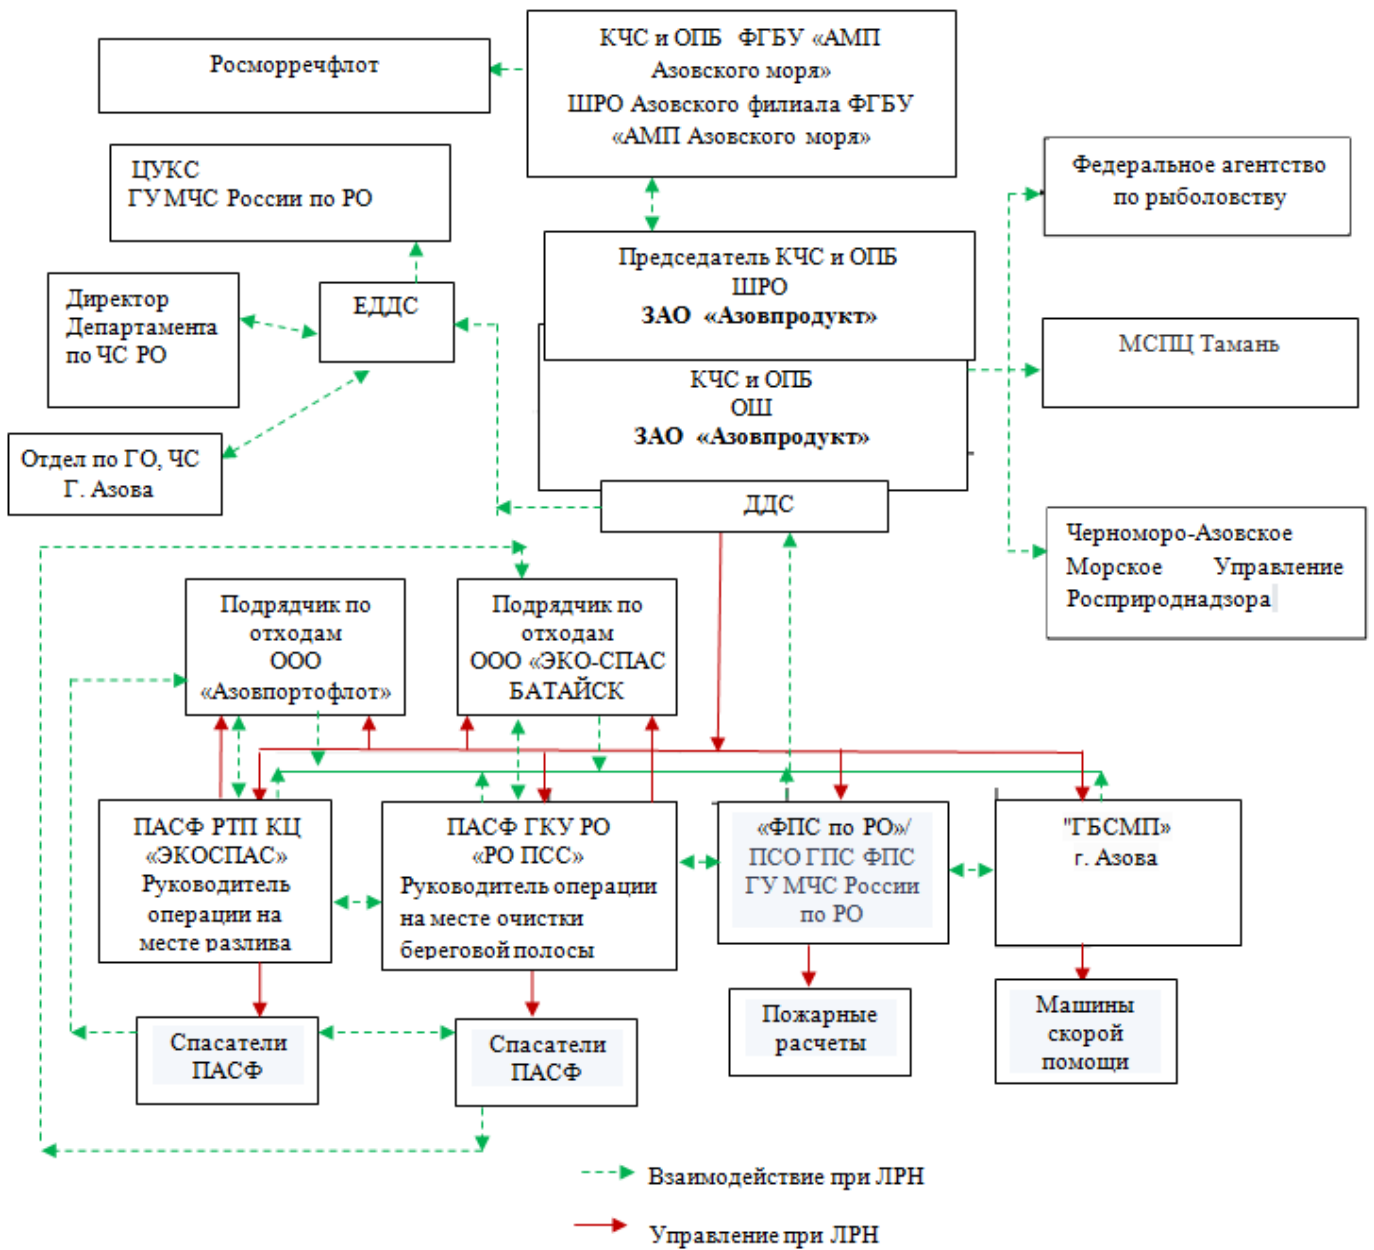 КЧС и ОПБ ФГБУ «АМП
Азовского моря»
ШРО Азовского филиала ФГБУ
«АМП Азовского моря»
Росморречфлот
ЦУКС
ГУ МЧС России по РО
Федеральное агентство
по рыболовству
Председатель КЧС и ОПБ
ШРО
ЗАО «Азовпродукт»
Директор
Департамента
по ЧС РО
ЕДДС
МСПЦ Тамань
КЧС и ОПБ
ОШ
ЗАО «Азовпродукт»
Отдел по ГО, ЧС
Г. Азова
ДДС
Черноморо-Азовское
Морское Управление
Росприроднадзора
Подрядчик по
отходам
ООО
«Азовпортофлот»
Подрядчик по
отходам
ООО «ЭКО-СПАС
БАТАЙСК
ПАСФ РТП КЦ
«ЭКОСПАС»
Руководитель
операции на
месте разлива
ПАСФ ГКУ РО
«РО ПСС»
Руководитель операции
на месте очистки
береговой полосы
«ФПС по РО»/
ПСО ГПС ФПС
ГУ МЧС России
по РО
"ГБСМП»
г. Азова
Спасатели
ПАСФ
Спасатели
ПАСФ
Пожарные
расчеты
Машины
скорой
помощи
Взаимодействие при ЛРН
Управление при ЛРН